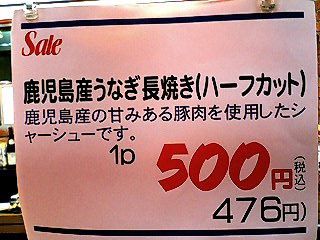 Sale
鹿児島産うなぎ長焼き(ハーフカット)
鹿児島産の甘みある豚肉を使用したシ
ャーシューです。
1p 500円(税込)
476円)